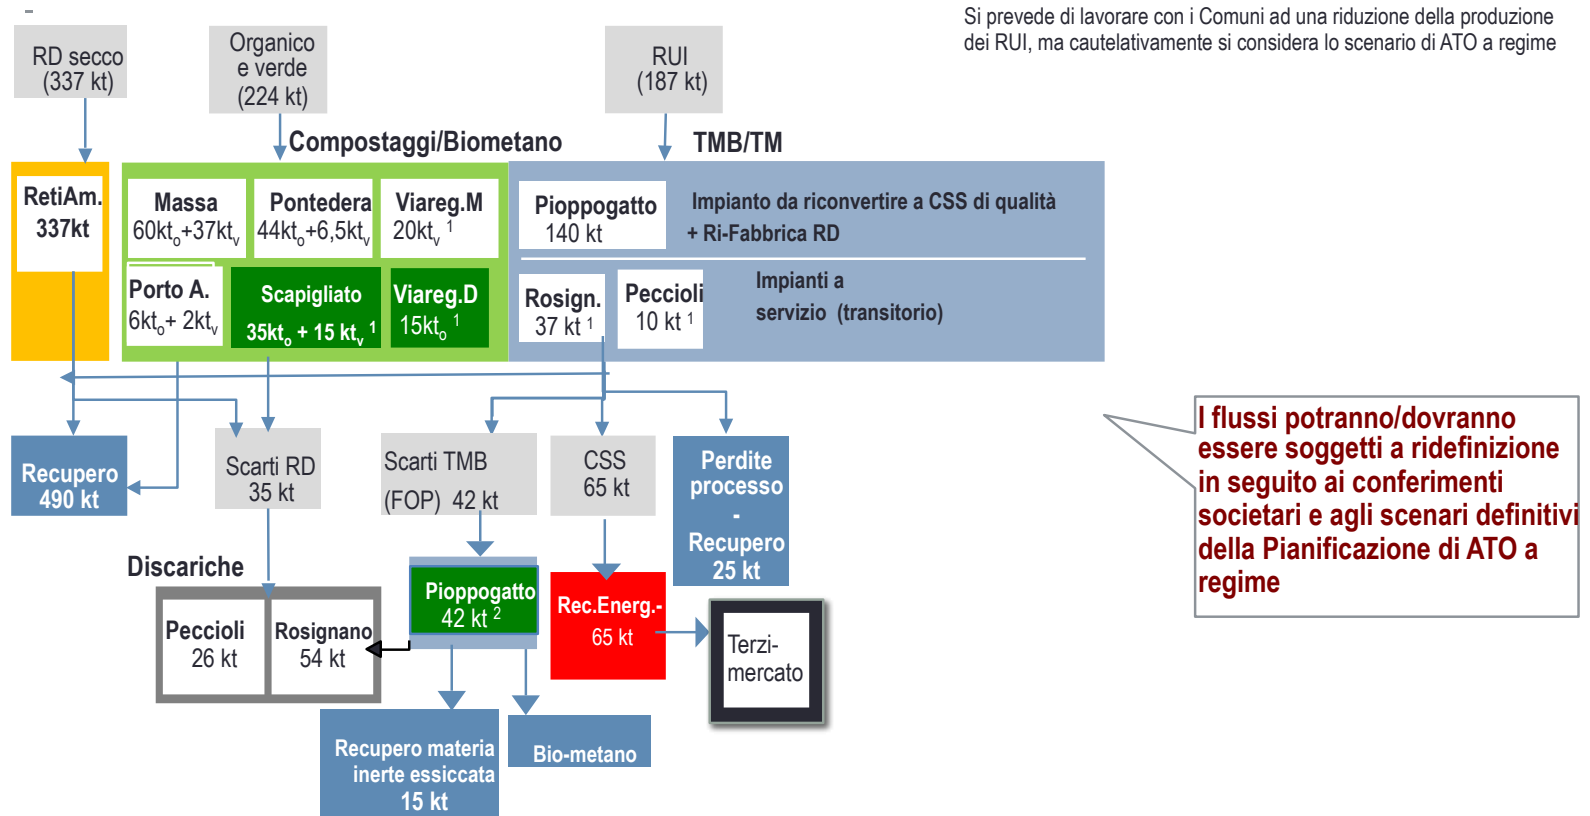 -
Si prevede di lavorare con i Comuni ad una riduzione della produzione
dei RUI, ma cautelativamente si considera lo scenario di ATO a regime
RD secco
(337 kt)
Organico
e verde
(224 kt)
RUI
(187 kt)
Compostaggi/Biometano
TMB/TM
RetiAm.
337kt
Massa
60kto+37ktv
Pontedera
44kto+6,5ktv
Viareg.M
20ktv 1
Pioppogatto
140 kt
Impianto da riconvertire a CSS di qualità
+ Ri-Fabbrica RD
Porto A.
6kto+ 2ktv
Scapigliato
35kto + 15 ktv 1
Viareg.D
15kto 1
Rosign.
37 kt 1
Peccioli
10 kt 1
Impianti a
servizio (transitorio)
Recupero
490 kt
Scarti RD
35 kt
Scarti TMB
(FOP) 42 kt
CSS
65 kt
Perdite
processo
-
Recupero
25 kt
I flussi potranno/dovranno
essere soggetti a ridefinizione
in seguito ai conferimenti
societari e agli scenari definitivi
della Pianificazione di ATO a
regime
Discariche
Peccioli
26 kt
Rosignano
54 kt
Pioppogatto
42 kt 2
Rec.Energ.-
65 kt
Terzi-
mercato
Recupero materia
inerte essiccata
15 kt
Bio-metano